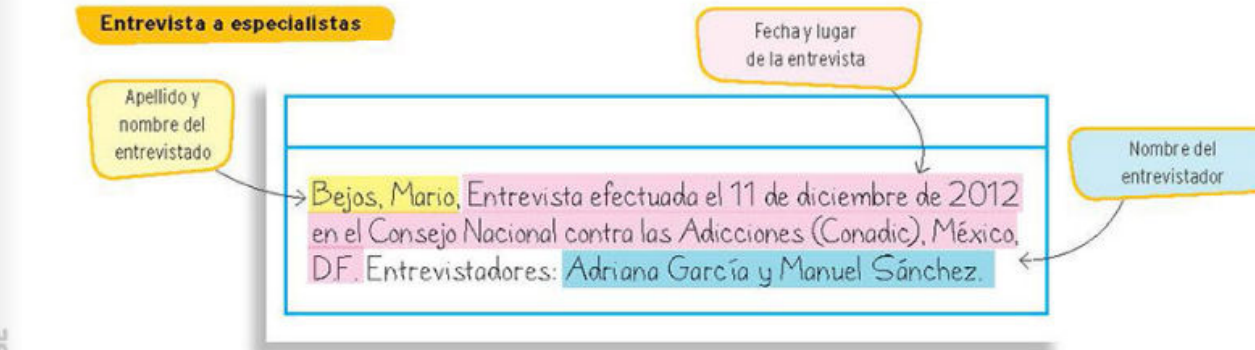 Entrevista a especialistas
Fecha y lugar
de la entrevista
Apellido y
nombre del
entrevistado
Nombre del
entrevistador
Bejos, Mario, Entrevista efectuada el 11 de diciembre de 2012
en el Consejo Nacional contra las Adicciones (Conadic), México,
D.F. Entrevistadores: Adriana García y Manuel Sánchez.